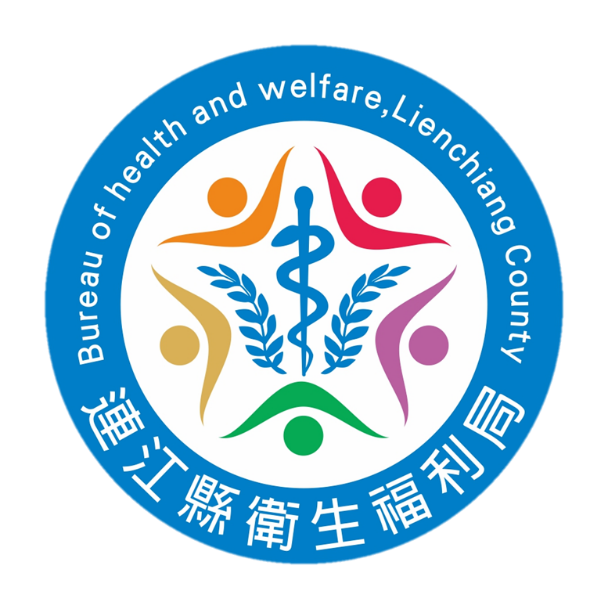 Bureau of health and welfare,Lienchiang County
連江縣衛生福利局